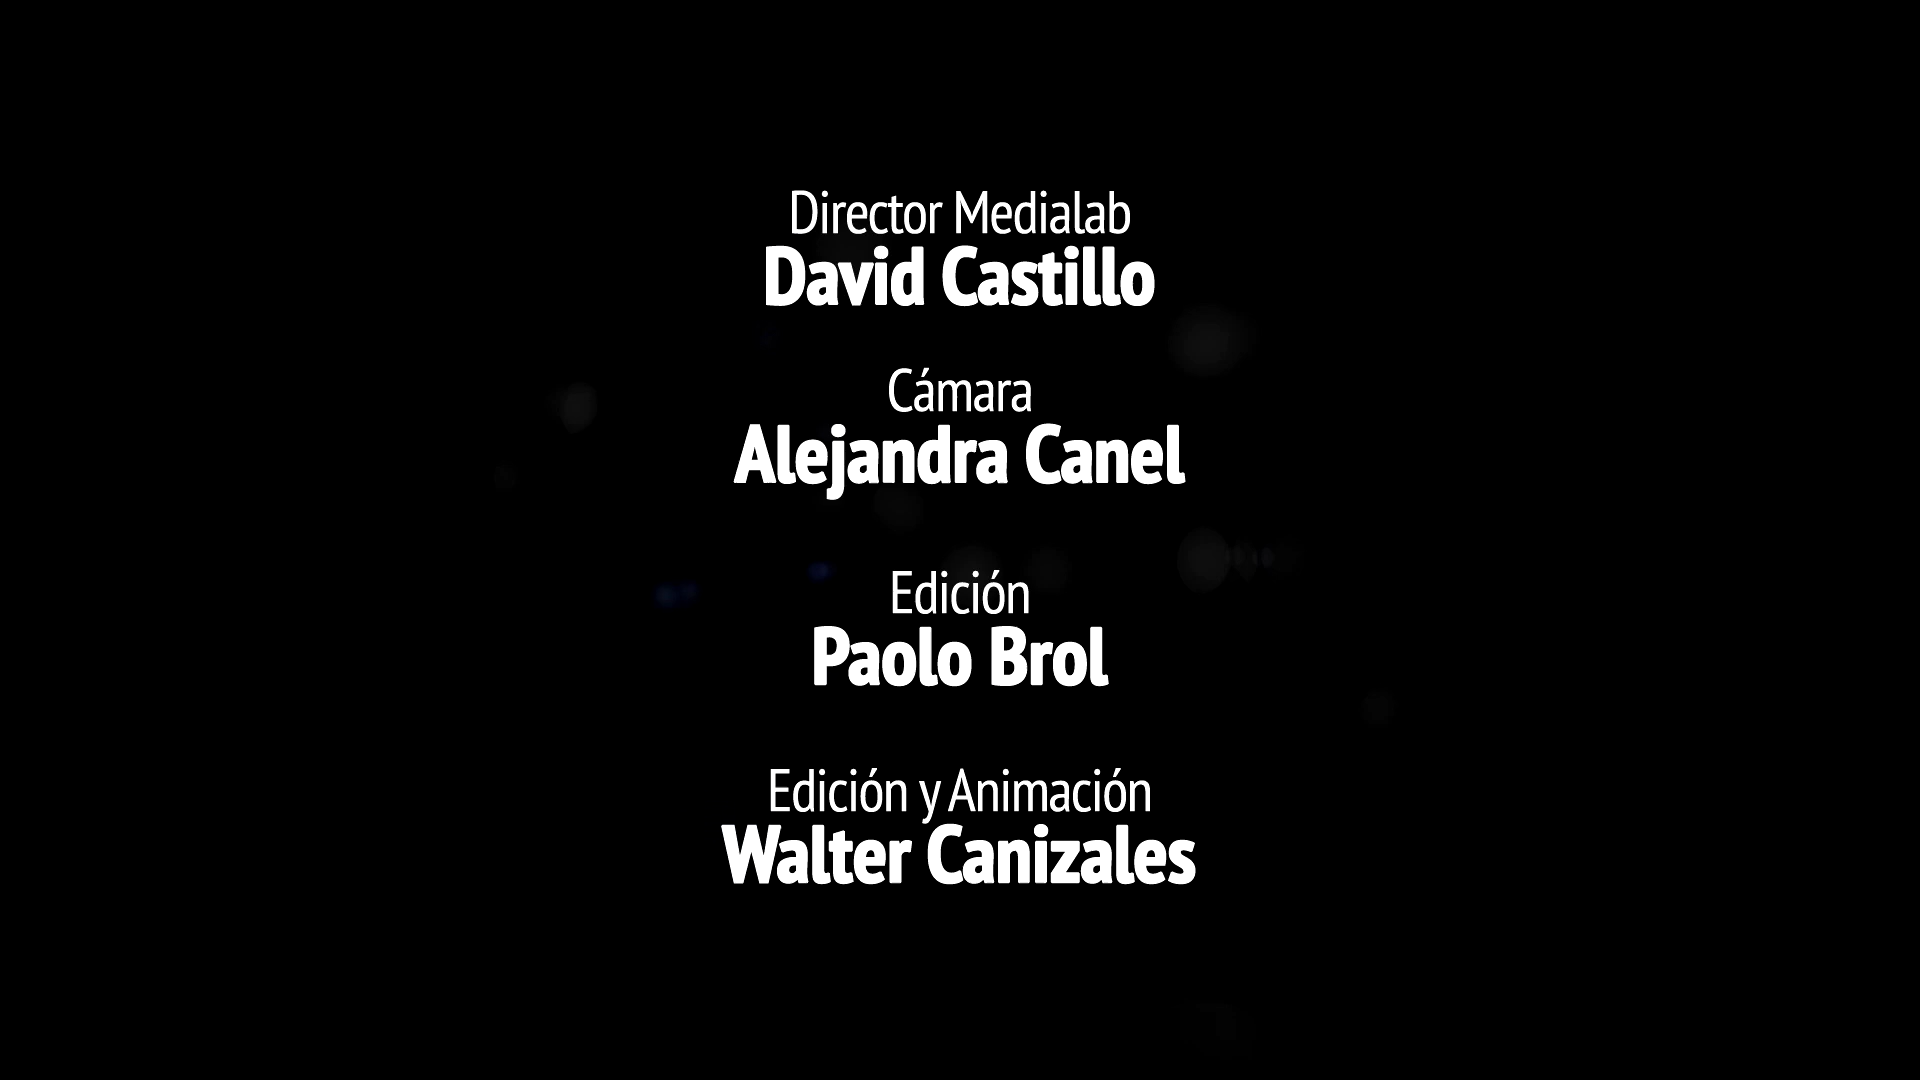 Director Medialab
David Castillo
Cámara
Alejandra Canel
Edición
Paolo Brol
Edición y Animación
Walter Canizales